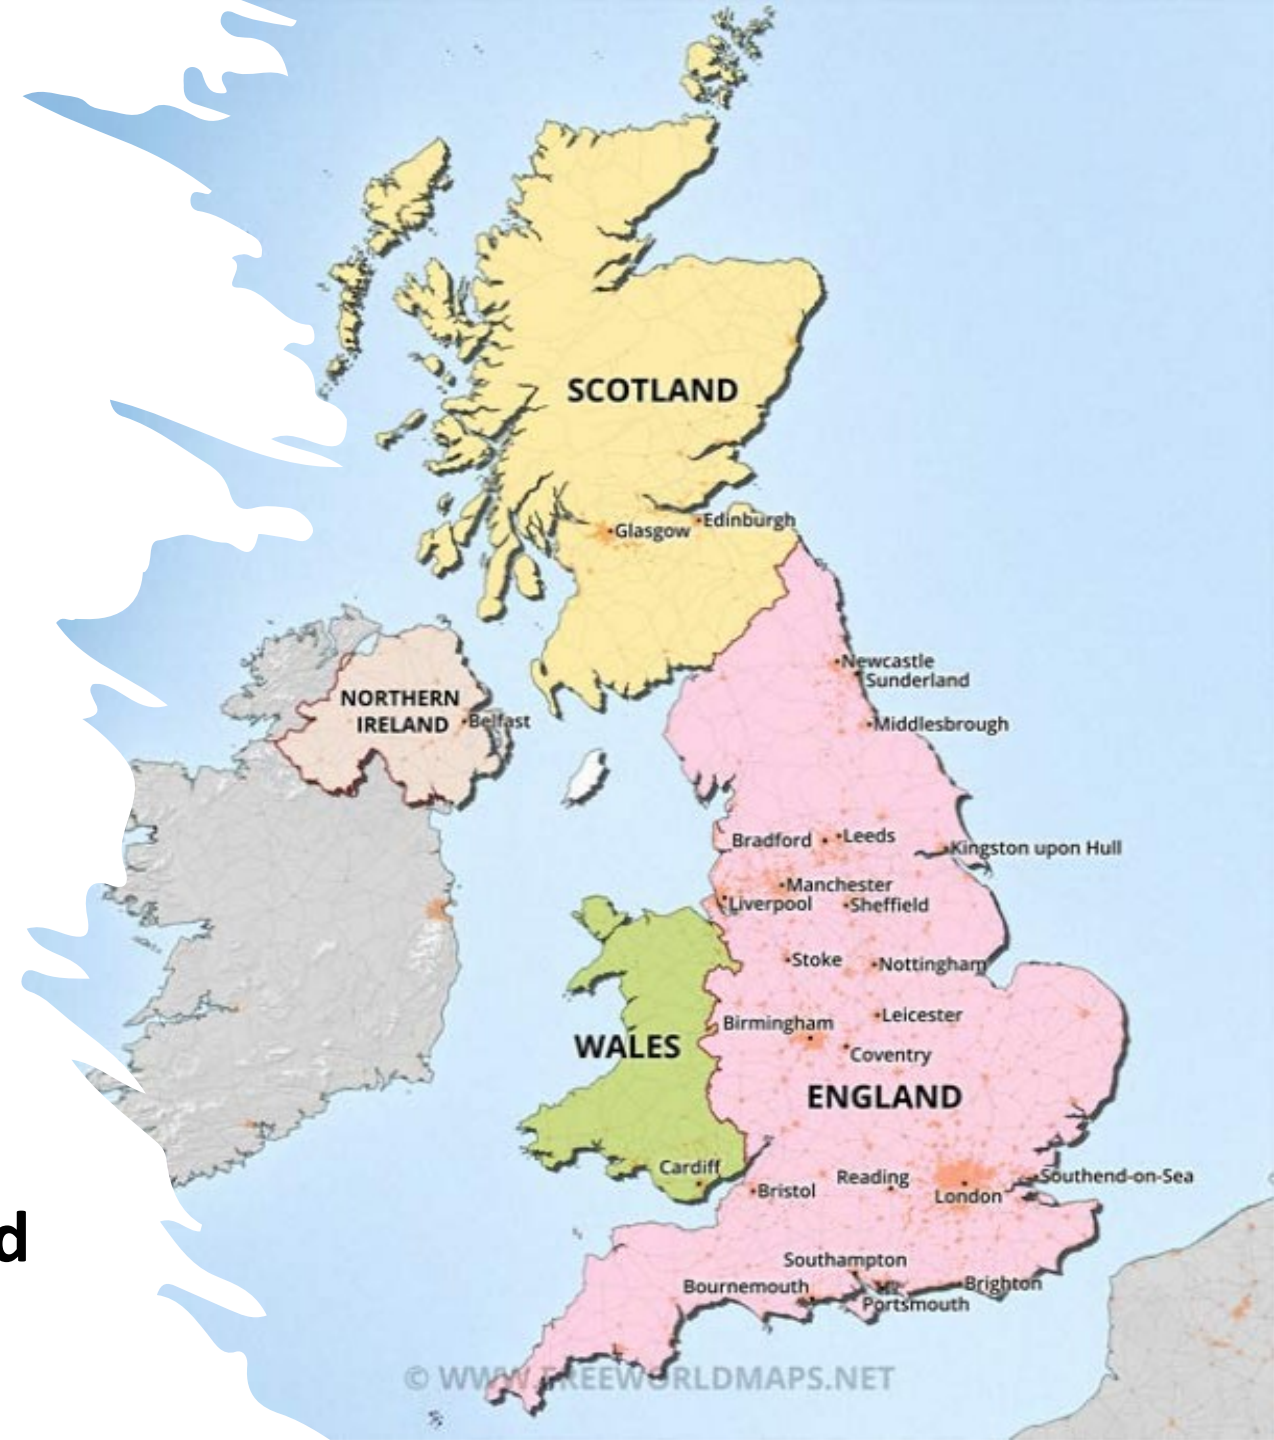 SCOTLAND
Edinburgh
Glasgow
Newcastle
Sunderland
NORTHERN
IRELAND
Belfast
Middlesbrough
Bradford
Leeds
Kingston upon Hull
Manchester
Liverpool
Sheffield
Stoke
Nottingham
Leicester
Birmingham
WALES
Coventry
ENGLAND
Cardiff
Reading
Southend-on-Sea
Bristol
London
d
Southampton
Brighton
Bournemouth
Portsmouth
© WWW.FREEWORLDMAPS.NET